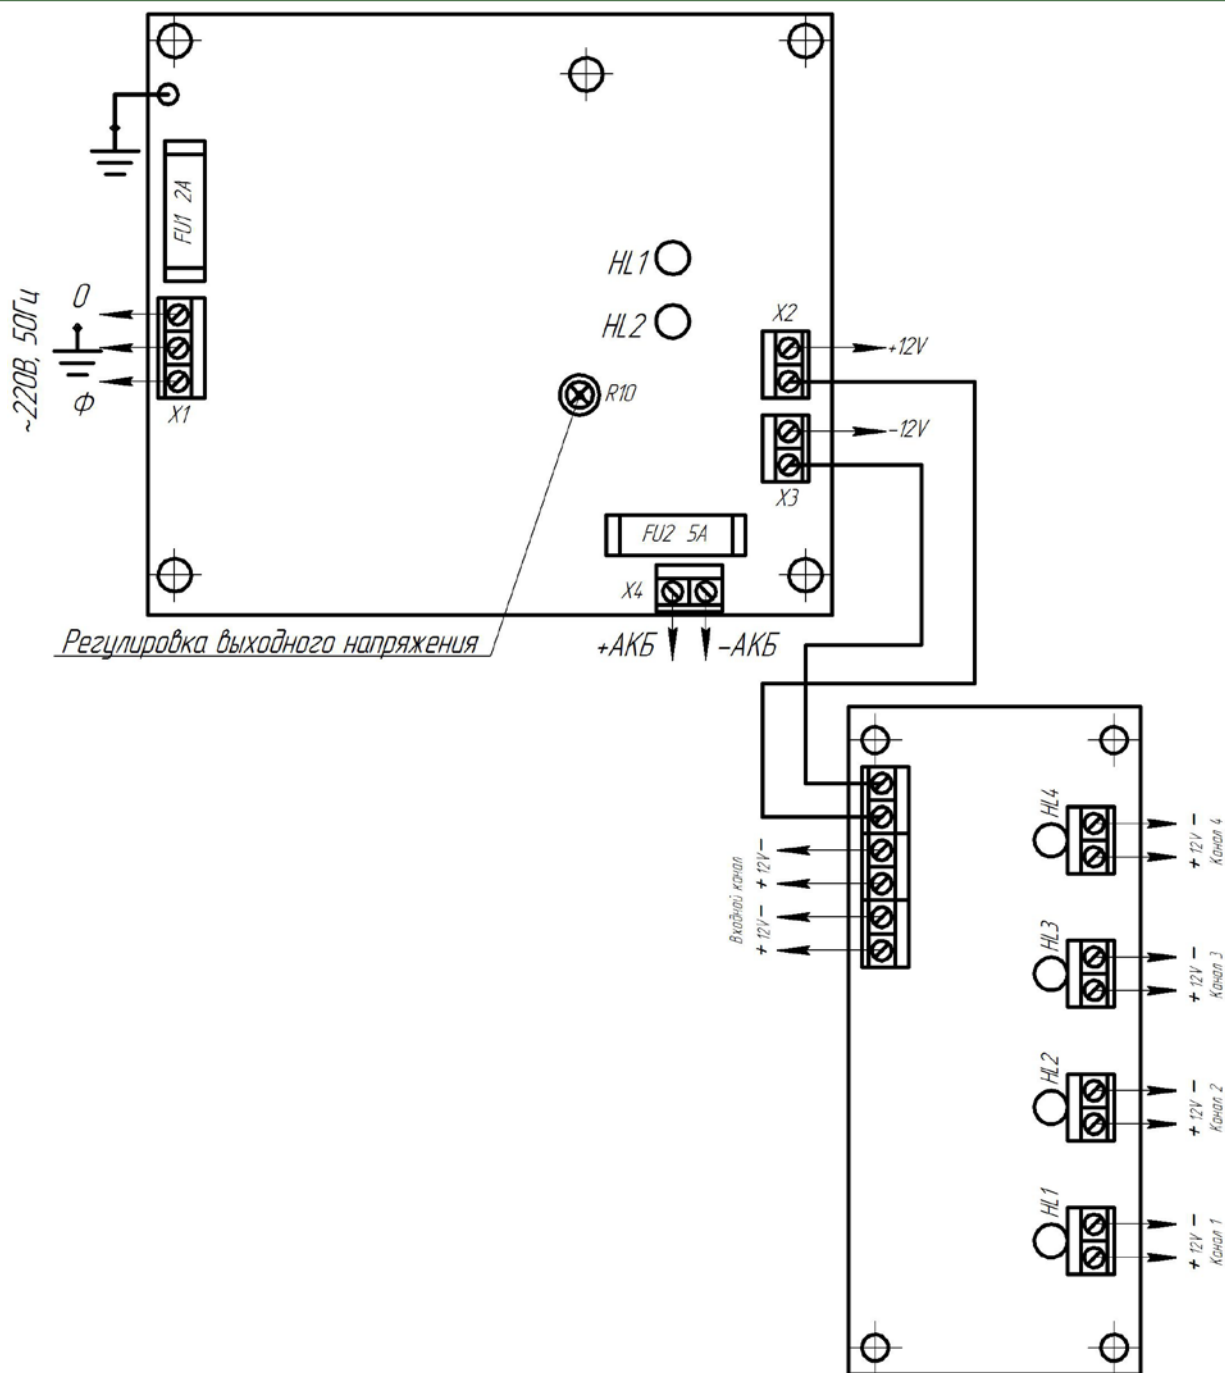 FU1 2A
HL1
HL2
~220В, 50Гц
0
Ф
X1
R10
X2
+12V
-12V
X3
FU2 5A
X4
+АКБ
-АКБ
Регулировка выходного напряжения
Входной канал
+ 12V -
+ 12V -
HL4
+ 12V -
Канал 4
HL3
+ 12V -
Канал 3
HL2
+ 12V -
Канал 2
HL1
+ 12V -
Канал 1